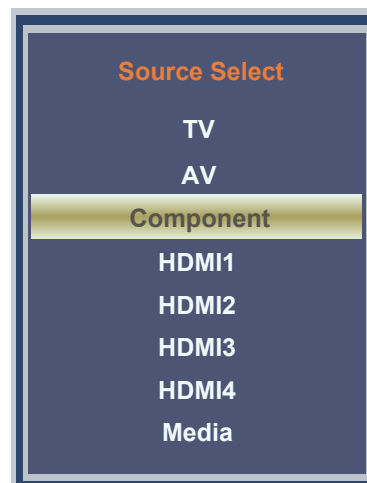 Source Select
TV
AV
Component
HDMI1
HDMI2
HDMI3
HDMI4
Media